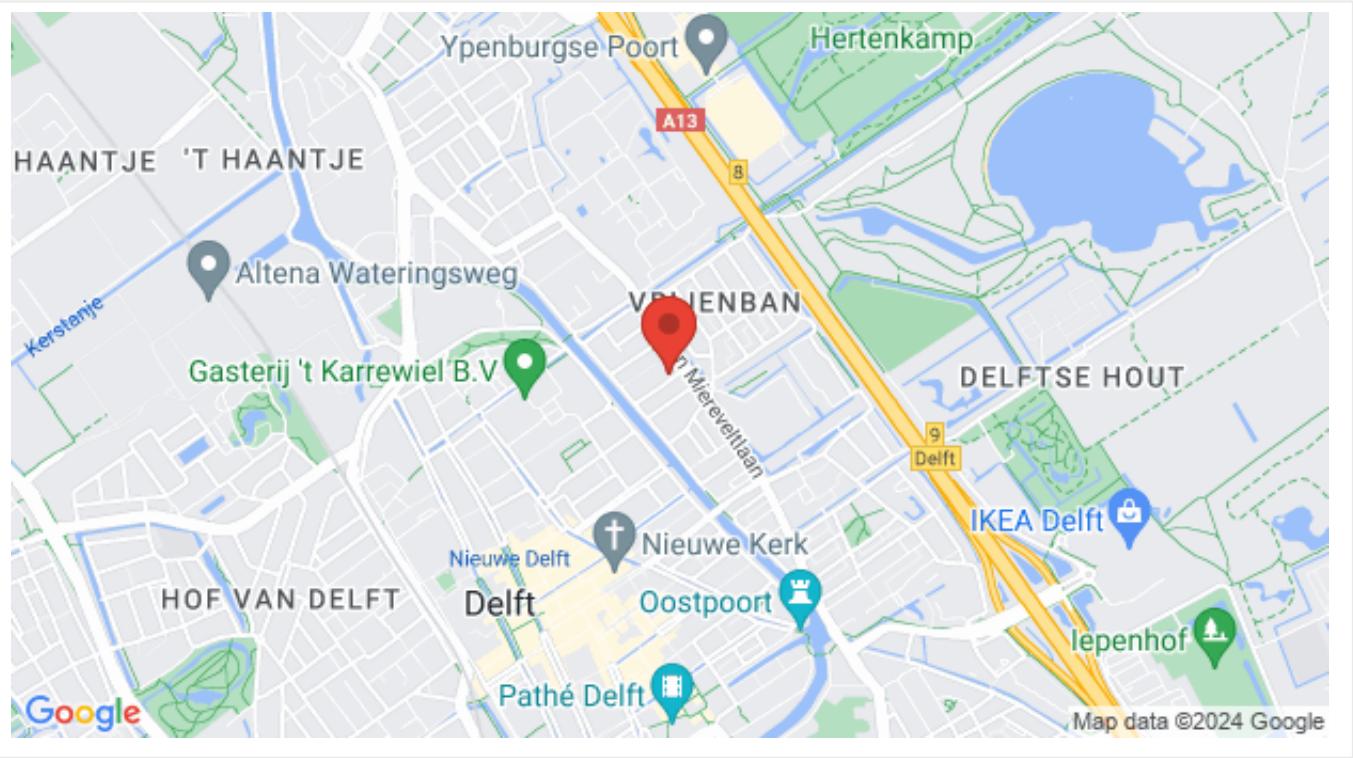 Ypenburgse Poort
Hertenkamp
A13
HAANTJE
'T HAANTJE
8
Altena Wateringsweg
Kerstanje
Gasterij 't Karrewiel B.V
Miereveltlaan
DELFTSE HOUT
9
Delft
IKEA Delft
Nieuwe Kerk
Nieuwe Delft
HOF VAN DELFT
Delft
Oostpoort
Iepenhof
Pathé Delft
Google
Map data ©2024 Google